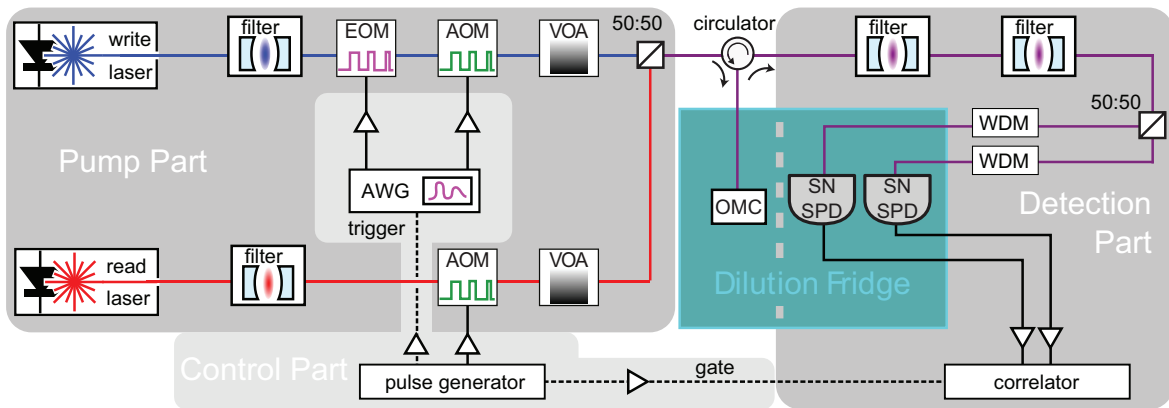 write
laser
filter
EOM
AOM
VOA
50:50
circulator
filter
filter
50:50
WDM
WDM
Pump Part
AWG
trigger
OMC
SN
SPD
SN
SPD
Detection
Part
read
laser
filter
AOM
VOA
Dilution Fridge
Control Part
pulse generator
gate
correlator